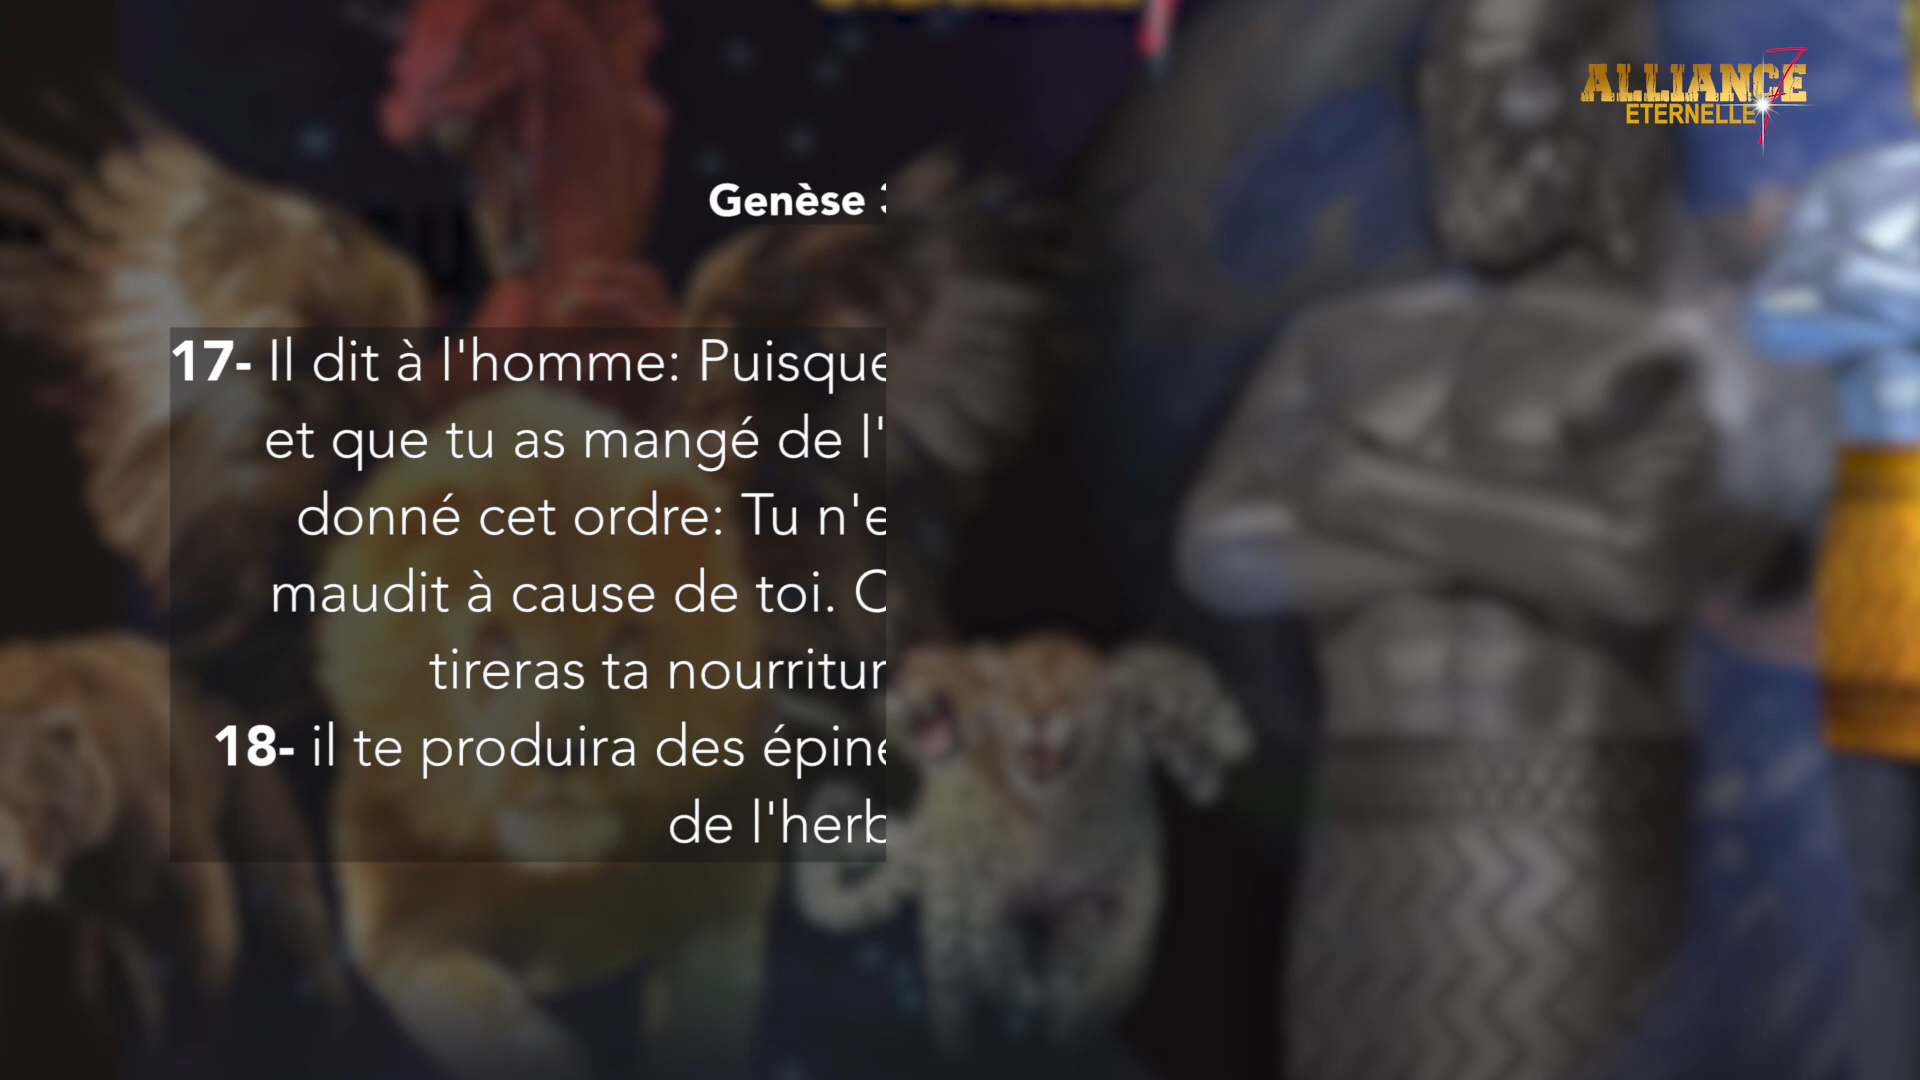 ALLIANCE
ETERNELLE 7
Genèse
17- Il dit à l'homme: Puisque
et que tu as mangé de l'
donné cet ordre: Tu n'e
maudit à cause de toi.
tireras ta nourritur
18- il te produira des épine
de l'herb